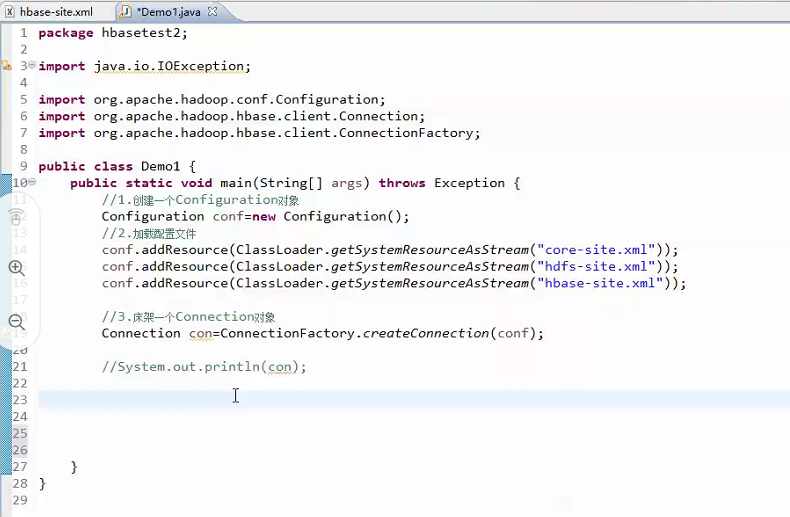 hbase-site.xml *Demo1.java
1 package hbasetest2;
2
3 import java.io.IOException;
4
5 import org.apache.hadoop.conf.Configuration;
6 import org.apache.hadoop.hbase.client.Connection;
7 import org.apache.hadoop.hbase.client.ConnectionFactory;
8
9 public class Demo1 {
10 public static void main(String[] args) throws Exception {
11 //1.创建一个Configuration对象
12 Configuration conf=new Configuration();
13 //2.加载配置文件
14 conf.addResource(ClassLoader.getSystemResourceAsStream("core-site.xml"));
15 conf.addResource(ClassLoader.getSystemResourceAsStream("hdfs-site.xml"));
16 conf.addResource(ClassLoader.getSystemResourceAsStream("hbase-site.xml"));
17
18 //3.床架一个Connection对象
19 Connection con=ConnectionFactory.createConnection(conf);
20
21 //System.out.println(con);
22
23
24
25
26
27 }
28 }
29